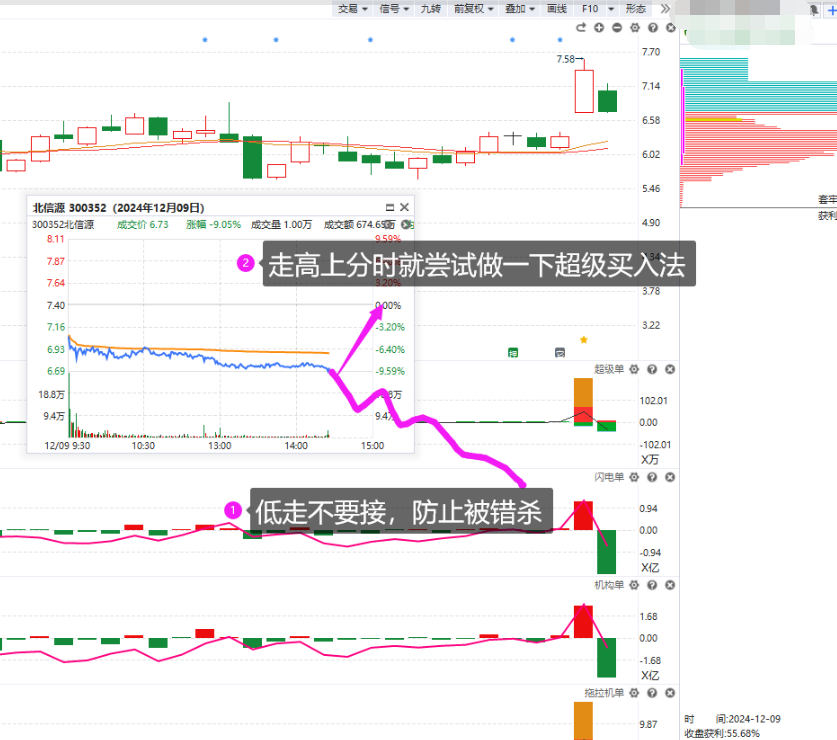 交易 信号 九转 前复权 叠加 画线 F10 形态
7.58
7.70
7.14
6.58
6.02
5.46
4.90
4.34
3.78
3.22
套牢
获利
北信源 300352 (2024年12月09日)
300352北信源 成交价 6.73 涨幅 -9.05% 成交量 1.00万 成交额 674.65万
8.11 9.59%
7.87
7.64 3.20%
7.40 0.00%
7.16 -3.20%
6.93 -6.40%
6.69 -9.59%
18.8万
9.4万 9.4
12/09 9:30 10:30 13:00 14:00 15:00
2 走高上分时就尝试做一下超级买入法
1 低走不要接，防止被错杀
超级单
102.01
0.00
-102.01
X万
闪电单
0.94
0.00
-0.94
X亿
机构单
1.68
0.00
-1.68
X亿
拖拉机单
9.87
时 间:2024-12-09
收盘获利:55.68%